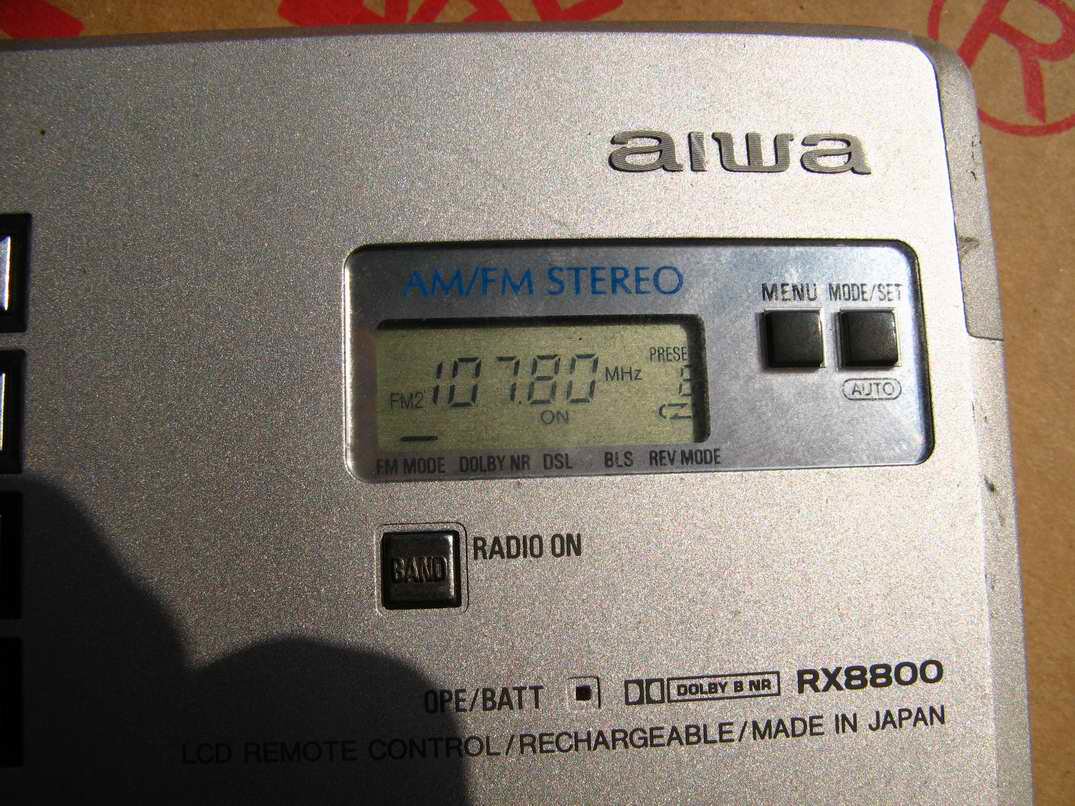 R
aiwa
AM/FM STEREO
MENU MODE/SET
AUTO
PRESE
FM2 107.80 MHz
ON
FM MODE DOLBY NR DSL BLS REV MODE
BAND RADIO ON
OPE/BATT DOLBY B NR RX8800
LCD REMOTE CONTROL/RECHARGEABLE/MADE IN JAPAN